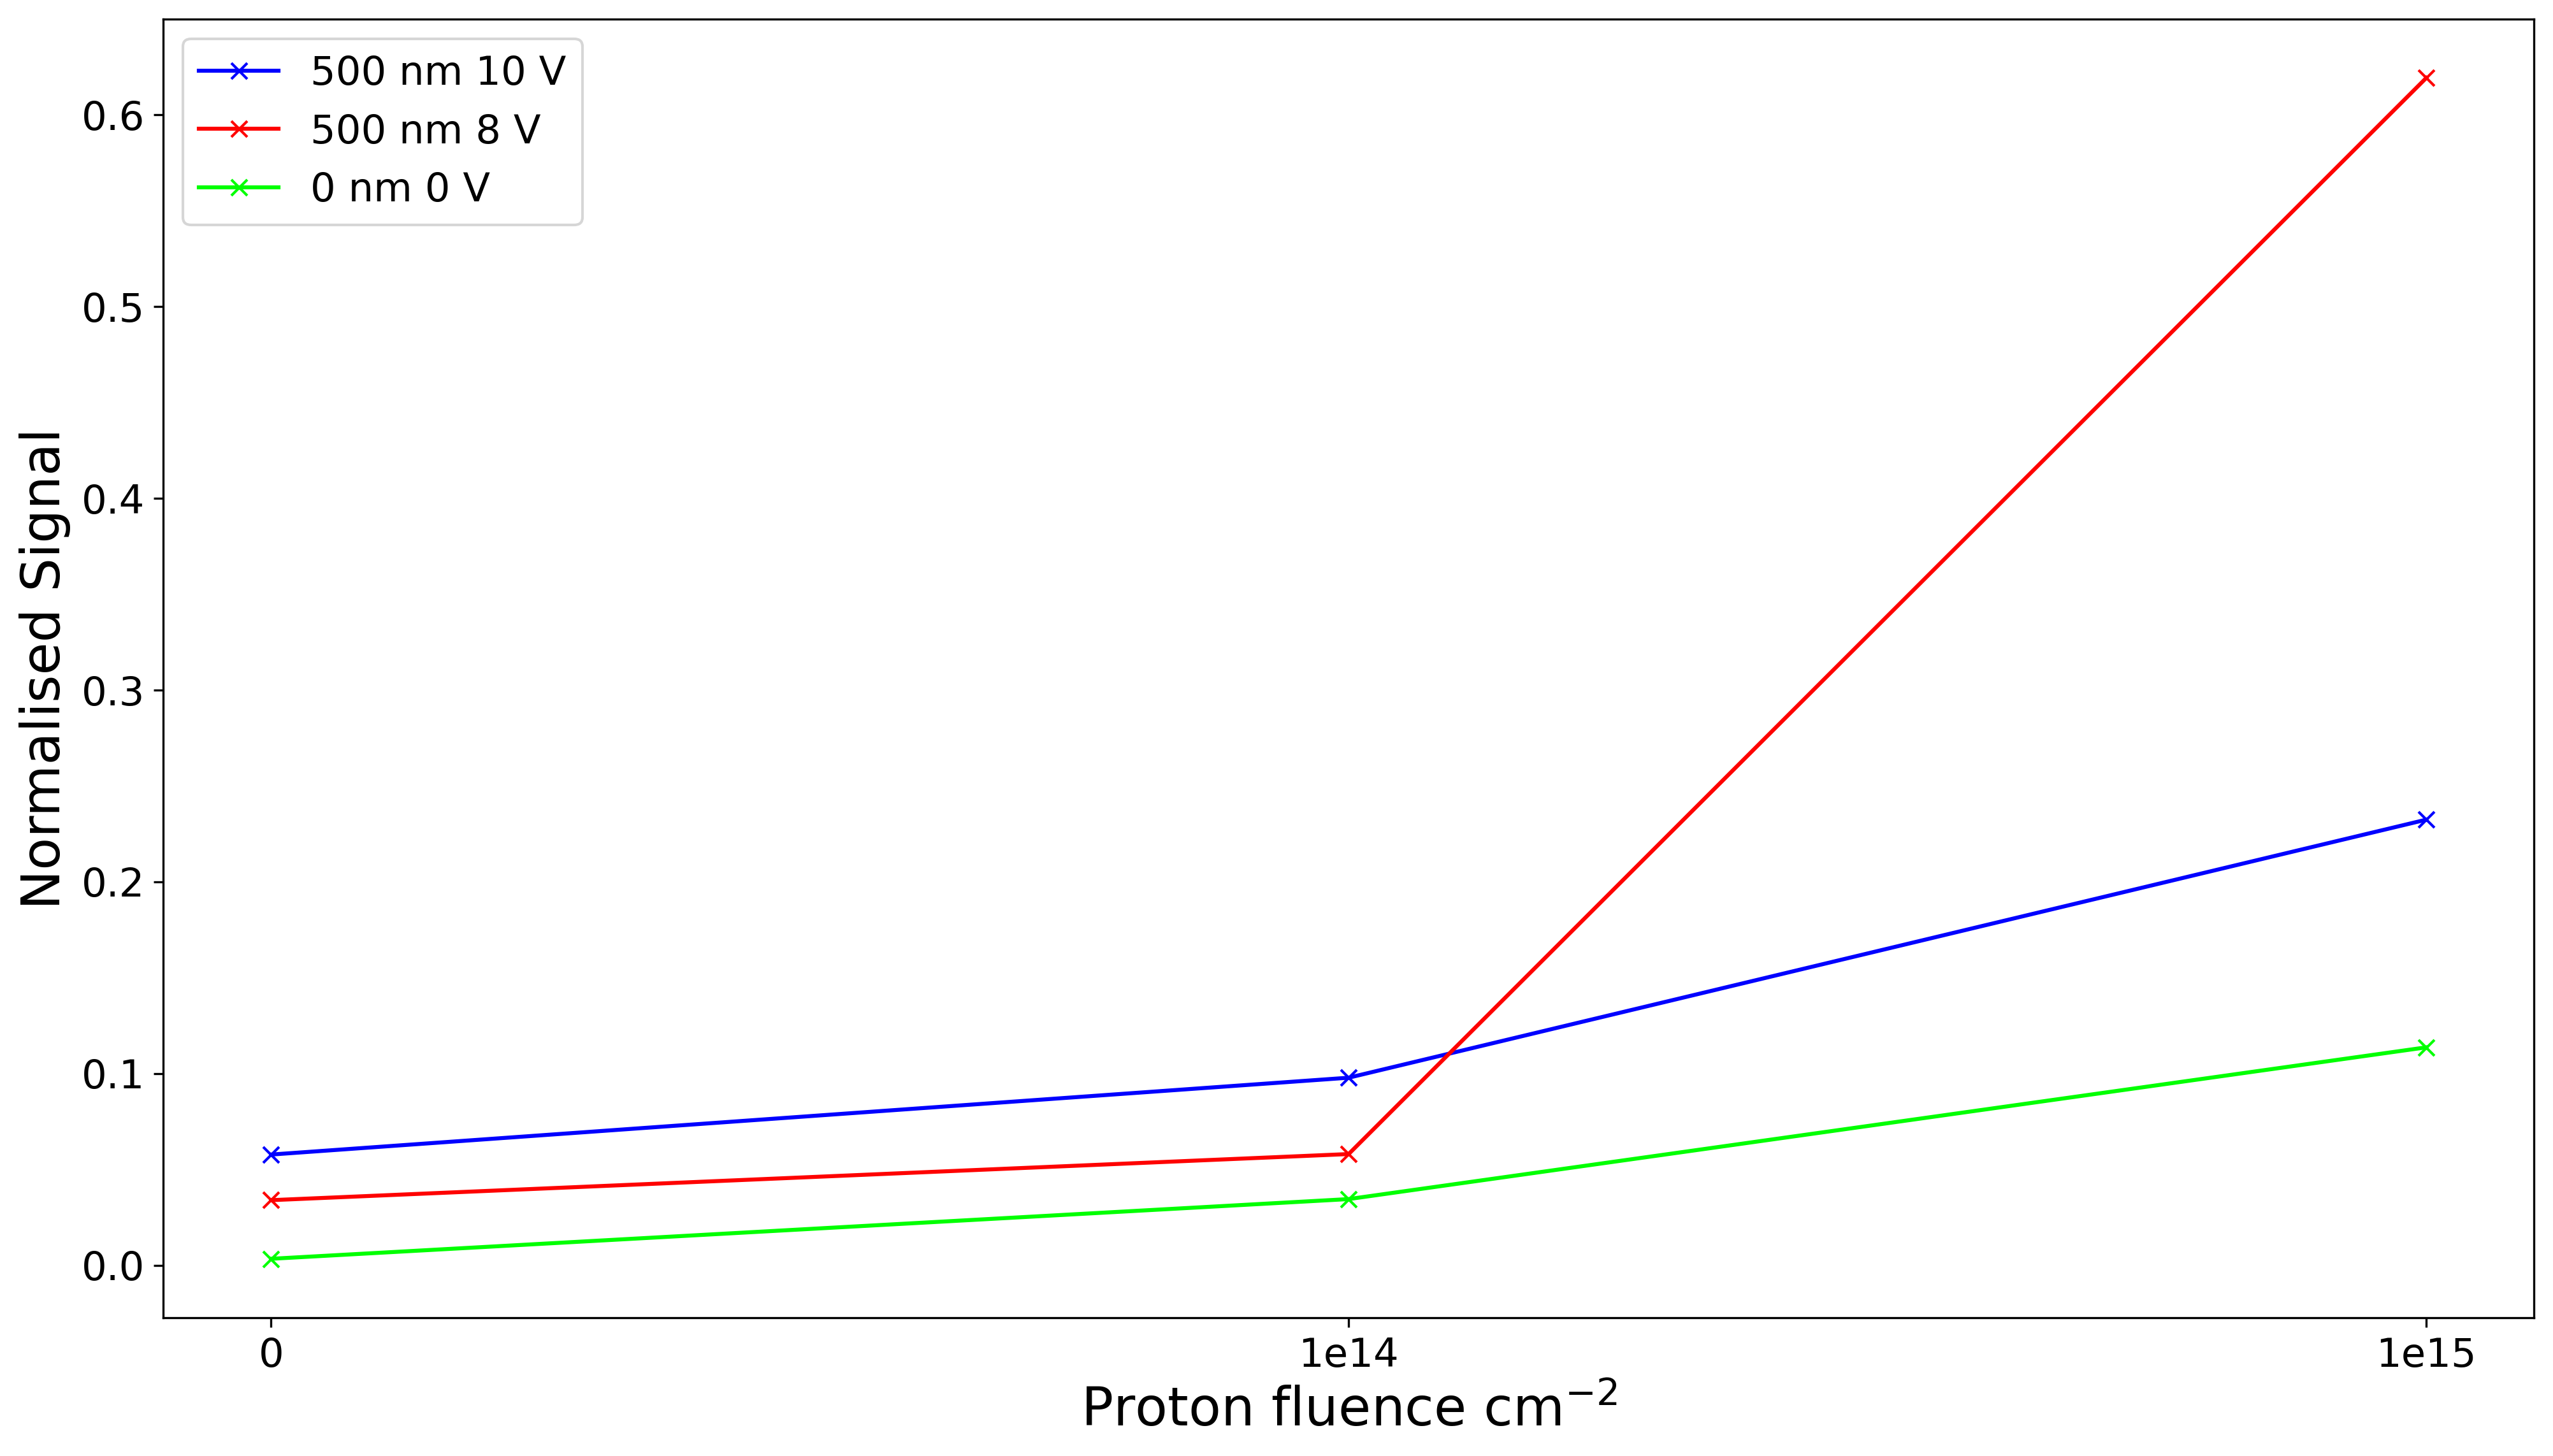 500 nm 10 V
500 nm 8 V
0 nm 0 V
0.6
0.5
0.4
0.3
0.2
0.1
0.0
Normalised Signal
0 1e14 1e15
Proton fluence cm⁻²